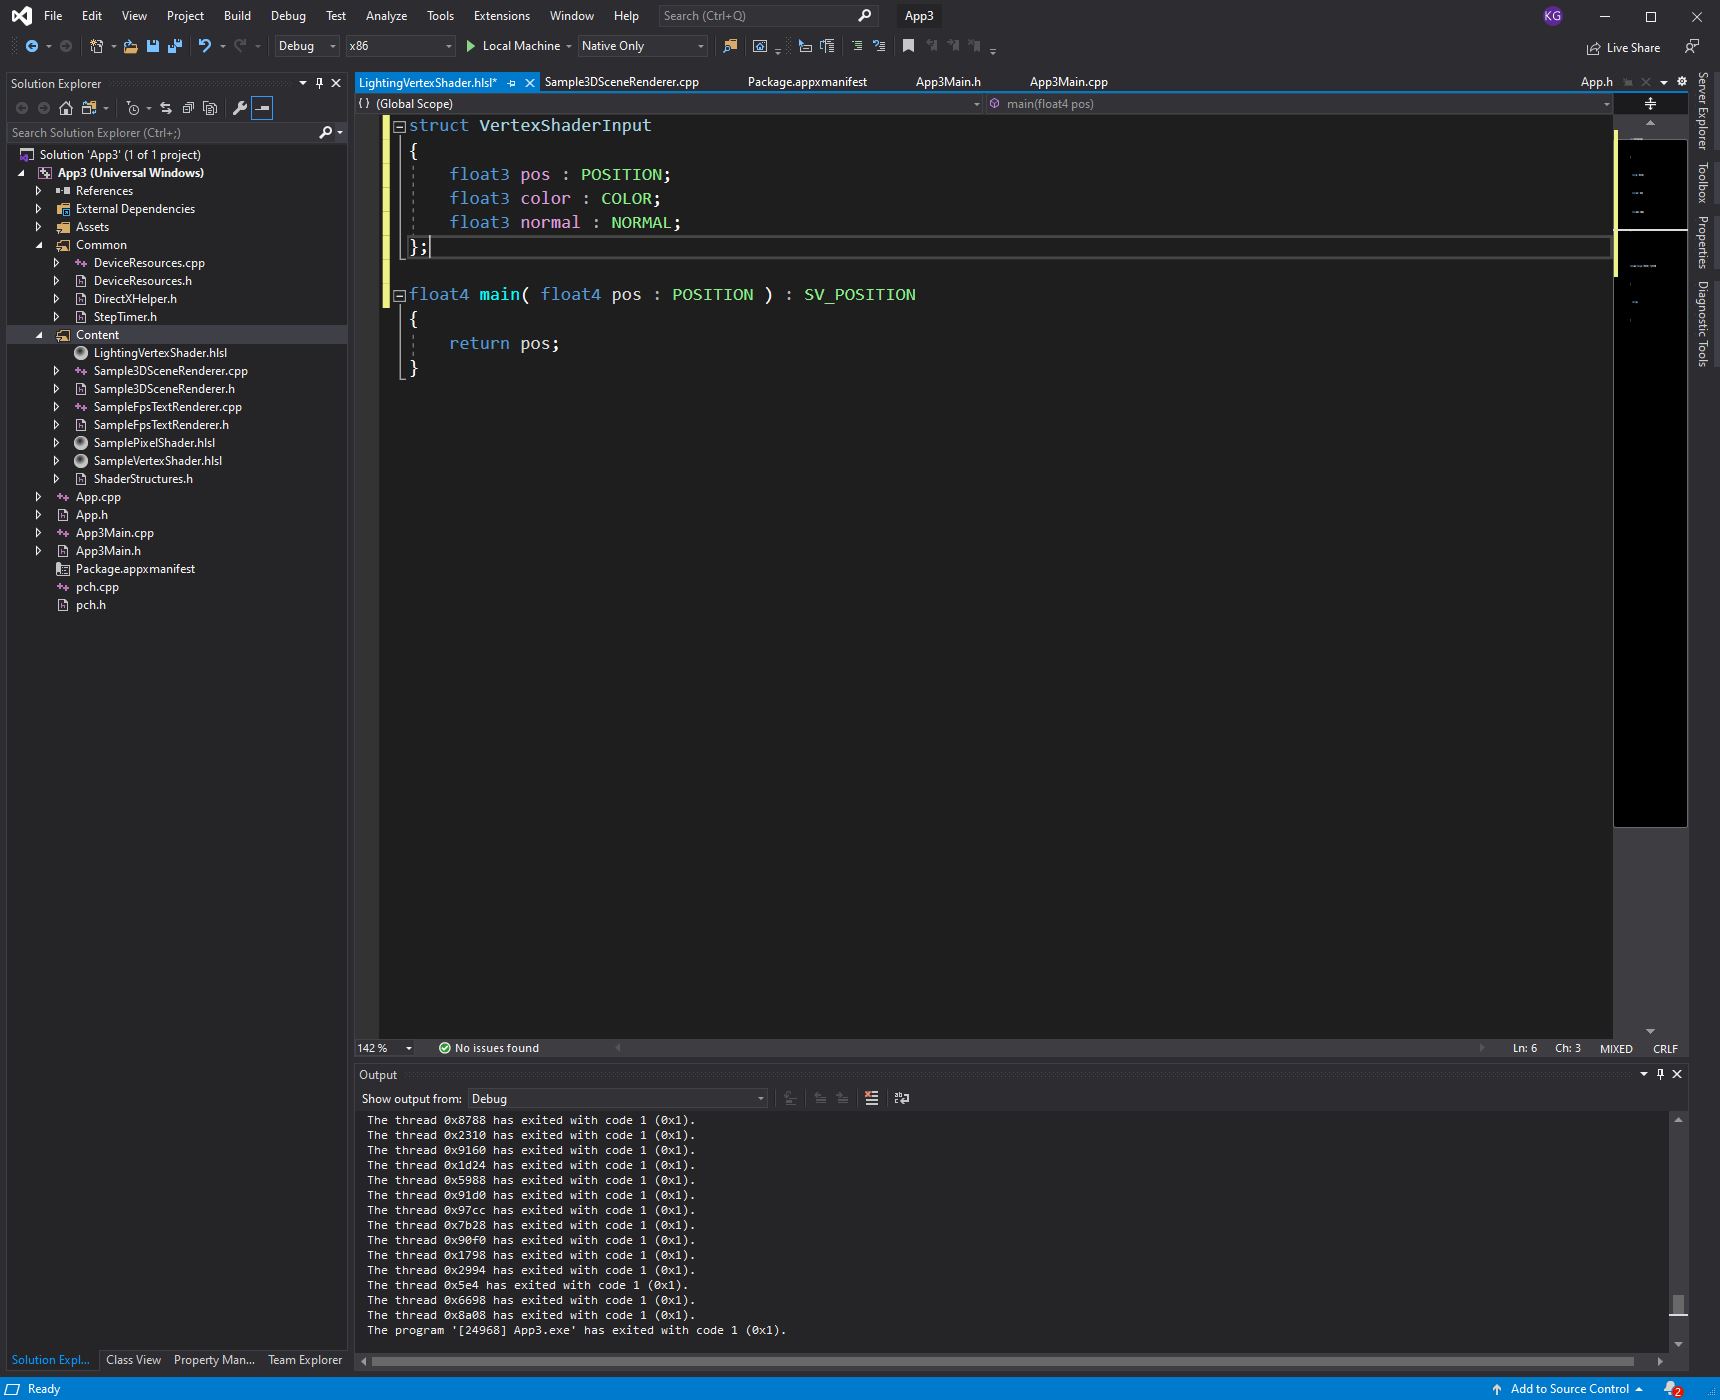 File Edit View Project Build Debug Test Analyze Tools Extensions Window Help Search (Ctrl+Q) App3 KG
Debug x86 Local Machine Native Only Live Share
Solution Explorer
Search Solution Explorer (Ctrl+;)
Solution 'App3' (1 of 1 project)
App3 (Universal Windows)
References
External Dependencies
Assets
Common
DeviceResources.cpp
DeviceResources.h
DirectXHelper.h
StepTimer.h
Content
LightingVertexShader.hlsl
Sample3DSceneRenderer.cpp
Sample3DSceneRenderer.h
SampleFpsTextRenderer.cpp
SampleFpsTextRenderer.h
SamplePixelShader.hlsl
SampleVertexShader.hlsl
ShaderStructures.h
App.cpp
App.h
App3Main.cpp
App3Main.h
Package.appxmanifest
pch.cpp
pch.h
Solution Expl... Class View Property Man... Team Explorer
LightingVertexShader.hlsl* Sample3DSceneRenderer.cpp Package.appxmanifest App3Main.h App3Main.cpp App.h
{ } (Global Scope) main(float4 pos)
struct VertexShaderInput
{
float3 pos : POSITION;
float3 color : COLOR;
float3 normal : NORMAL;
};
float4 main( float4 pos : POSITION ) : SV_POSITION
{
return pos;
}
142 % No issues found Ln: 6 Ch: 3 MIXED CRLF
Output
Show output from: Debug
The thread 0x8788 has exited with code 1 (0x1).
The thread 0x2310 has exited with code 1 (0x1).
The thread 0x9160 has exited with code 1 (0x1).
The thread 0x1d24 has exited with code 1 (0x1).
The thread 0x5988 has exited with code 1 (0x1).
The thread 0x91d0 has exited with code 1 (0x1).
The thread 0x97cc has exited with code 1 (0x1).
The thread 0x7b28 has exited with code 1 (0x1).
The thread 0x90f0 has exited with code 1 (0x1).
The thread 0x1798 has exited with code 1 (0x1).
The thread 0x2994 has exited with code 1 (0x1).
The thread 0x5e4 has exited with code 1 (0x1).
The thread 0x6698 has exited with code 1 (0x1).
The thread 0x8a08 has exited with code 1 (0x1).
The program '[24968] App3.exe' has exited with code 1 (0x1).
Server Explorer
Toolbox
Properties
Diagnostic Tools
Ready Add to Source Control 2